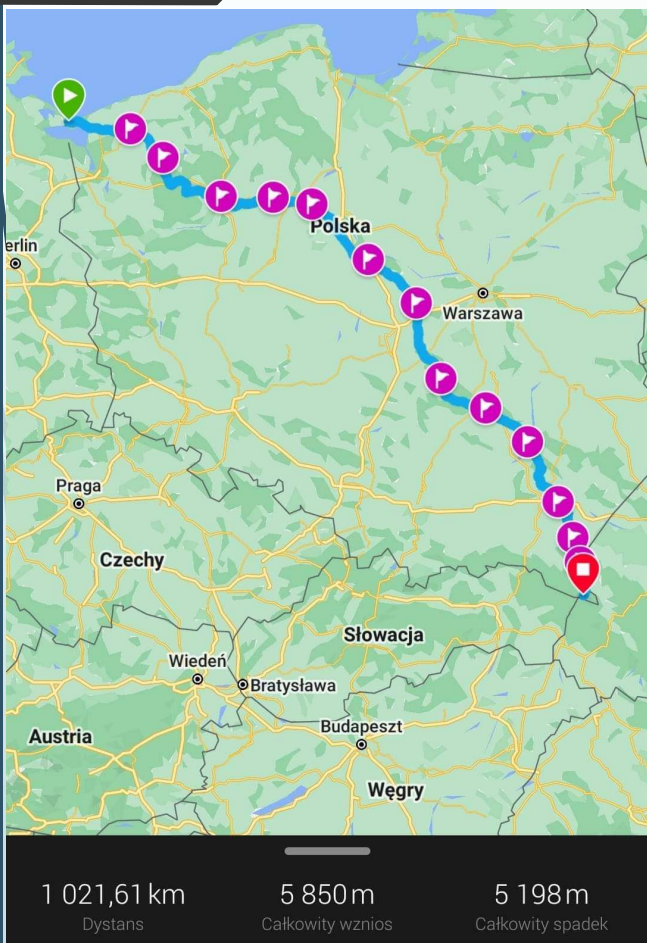 Polska
erlin
Warszawa
Praga
Czechy
Słowacja
Wiedeń
Bratysława
Austria
Budapeszt
Węgry
1 021,61 km
5 850 m
5 198 m
Dystans
Całkowity wznios
Całkowity spadek